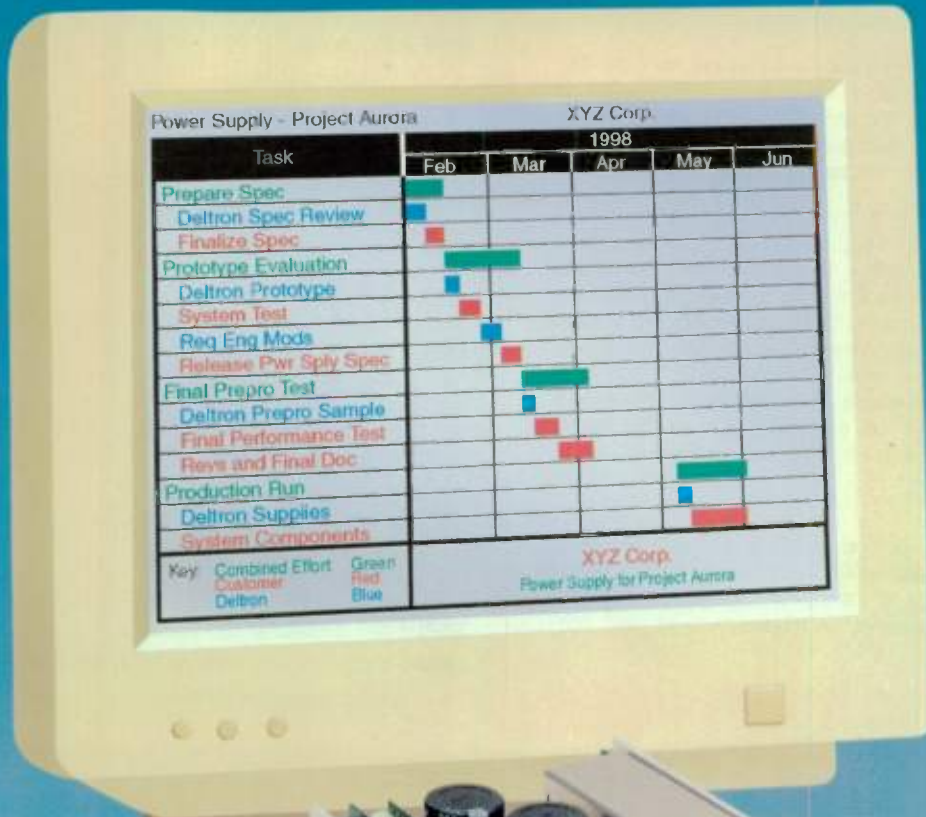 Power Supply - Project Aurora XYZ Corp.
1998
Task Feb Mar Apr May Jun
Prepare Spec
Deltron Spec Review
Finalize Spec
Prototype Evaluation
Deltron Prototype
System Test
Req Eng Mods
Release Pwr Sply Spec
Final Prepro Test
Deltron Prepro Sample
Final Performance Test
Revs and Final Doc
Production Run
Deltron Supplies
System Components
Key Combined Effort Green
Customer Red
Deltron Blue
XYZ Corp.
Power Supply for Project Aurora